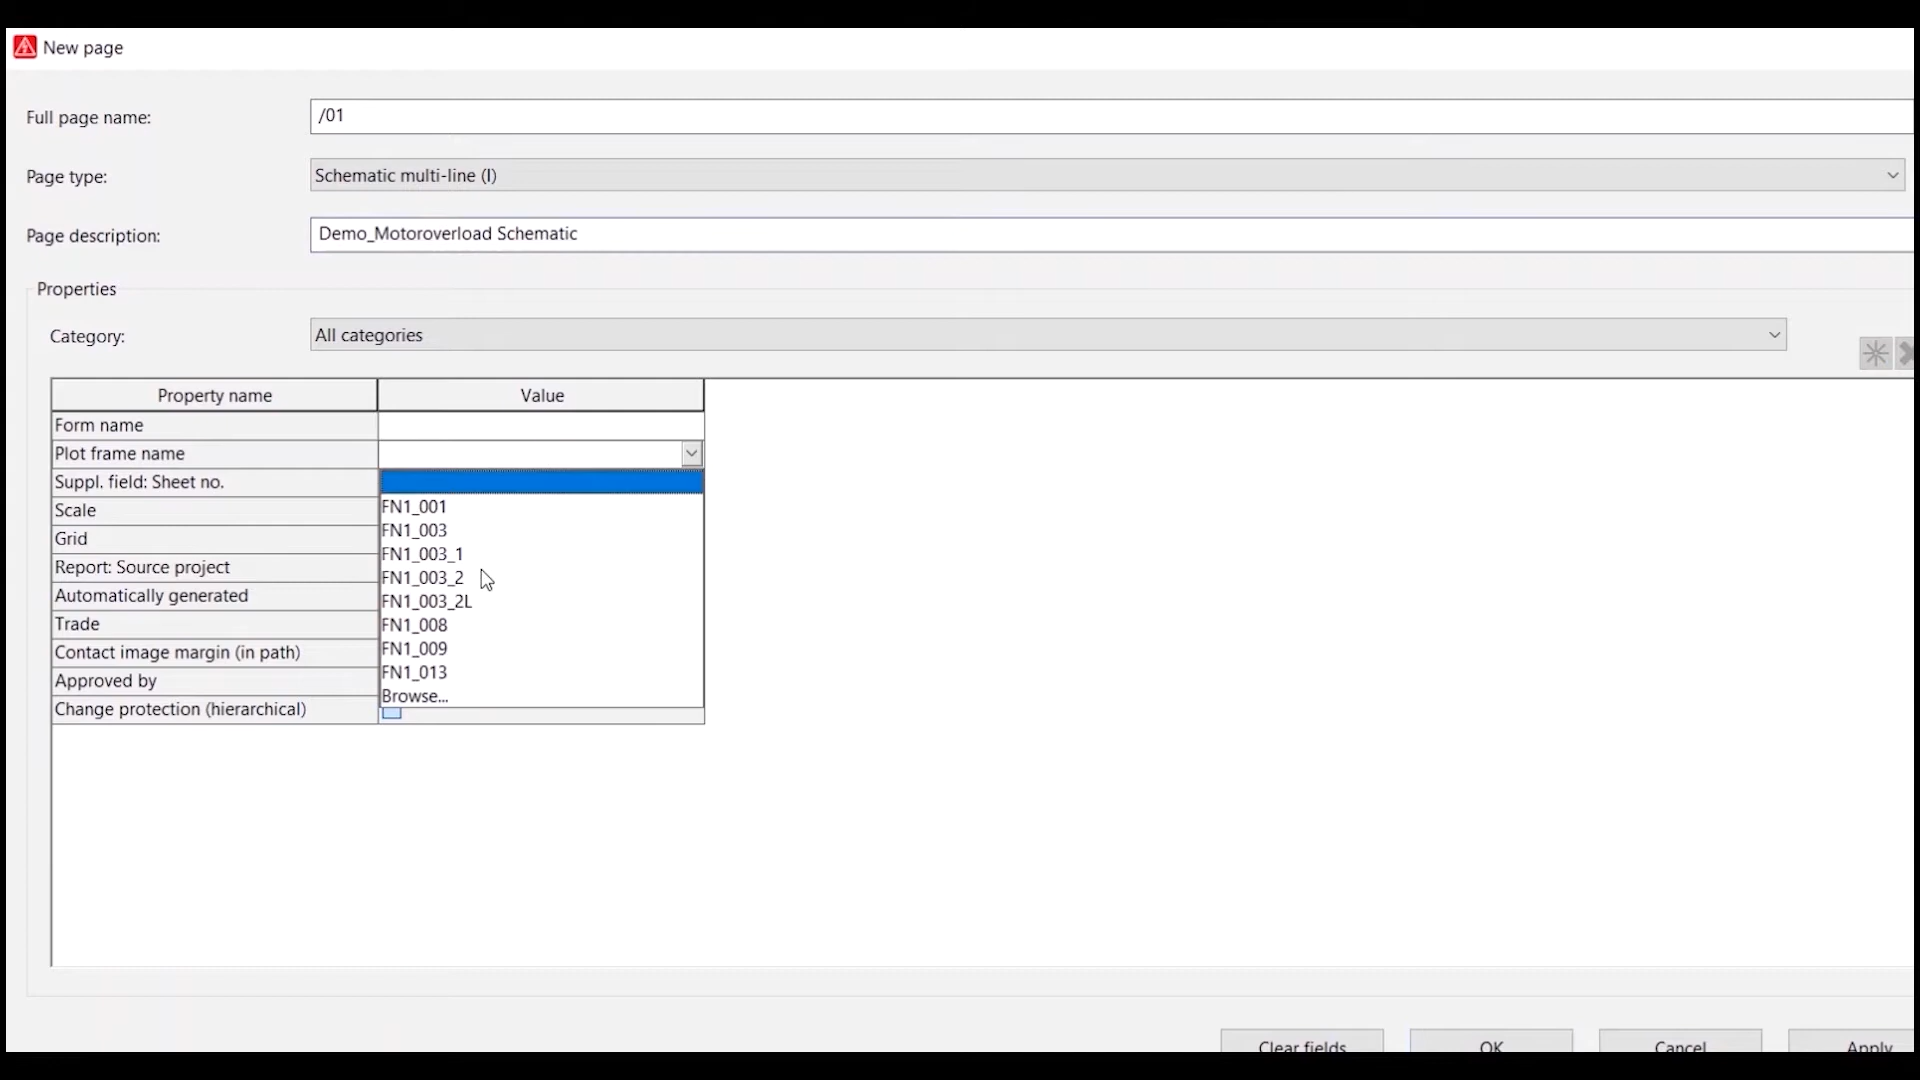 New page
Full page name:
/01
Page type:
Schematic multi-line (I)
Page description:
Demo_Motoroverload Schematic
Properties
Category:
All categories
Property name
Value
Form name
Plot frame name
Suppl. field: Sheet no.
Scale
Grid
Report: Source project
Automatically generated
Trade
Contact image margin (in path)
Approved by
Change protection (hierarchical)
FN1_001
FN1_003
FN1_003_1
FN1_003_2
FN1_003_2L
FN1_008
FN1_009
FN1_013
Browse...
Clear fields
OK
Cancel
Apply